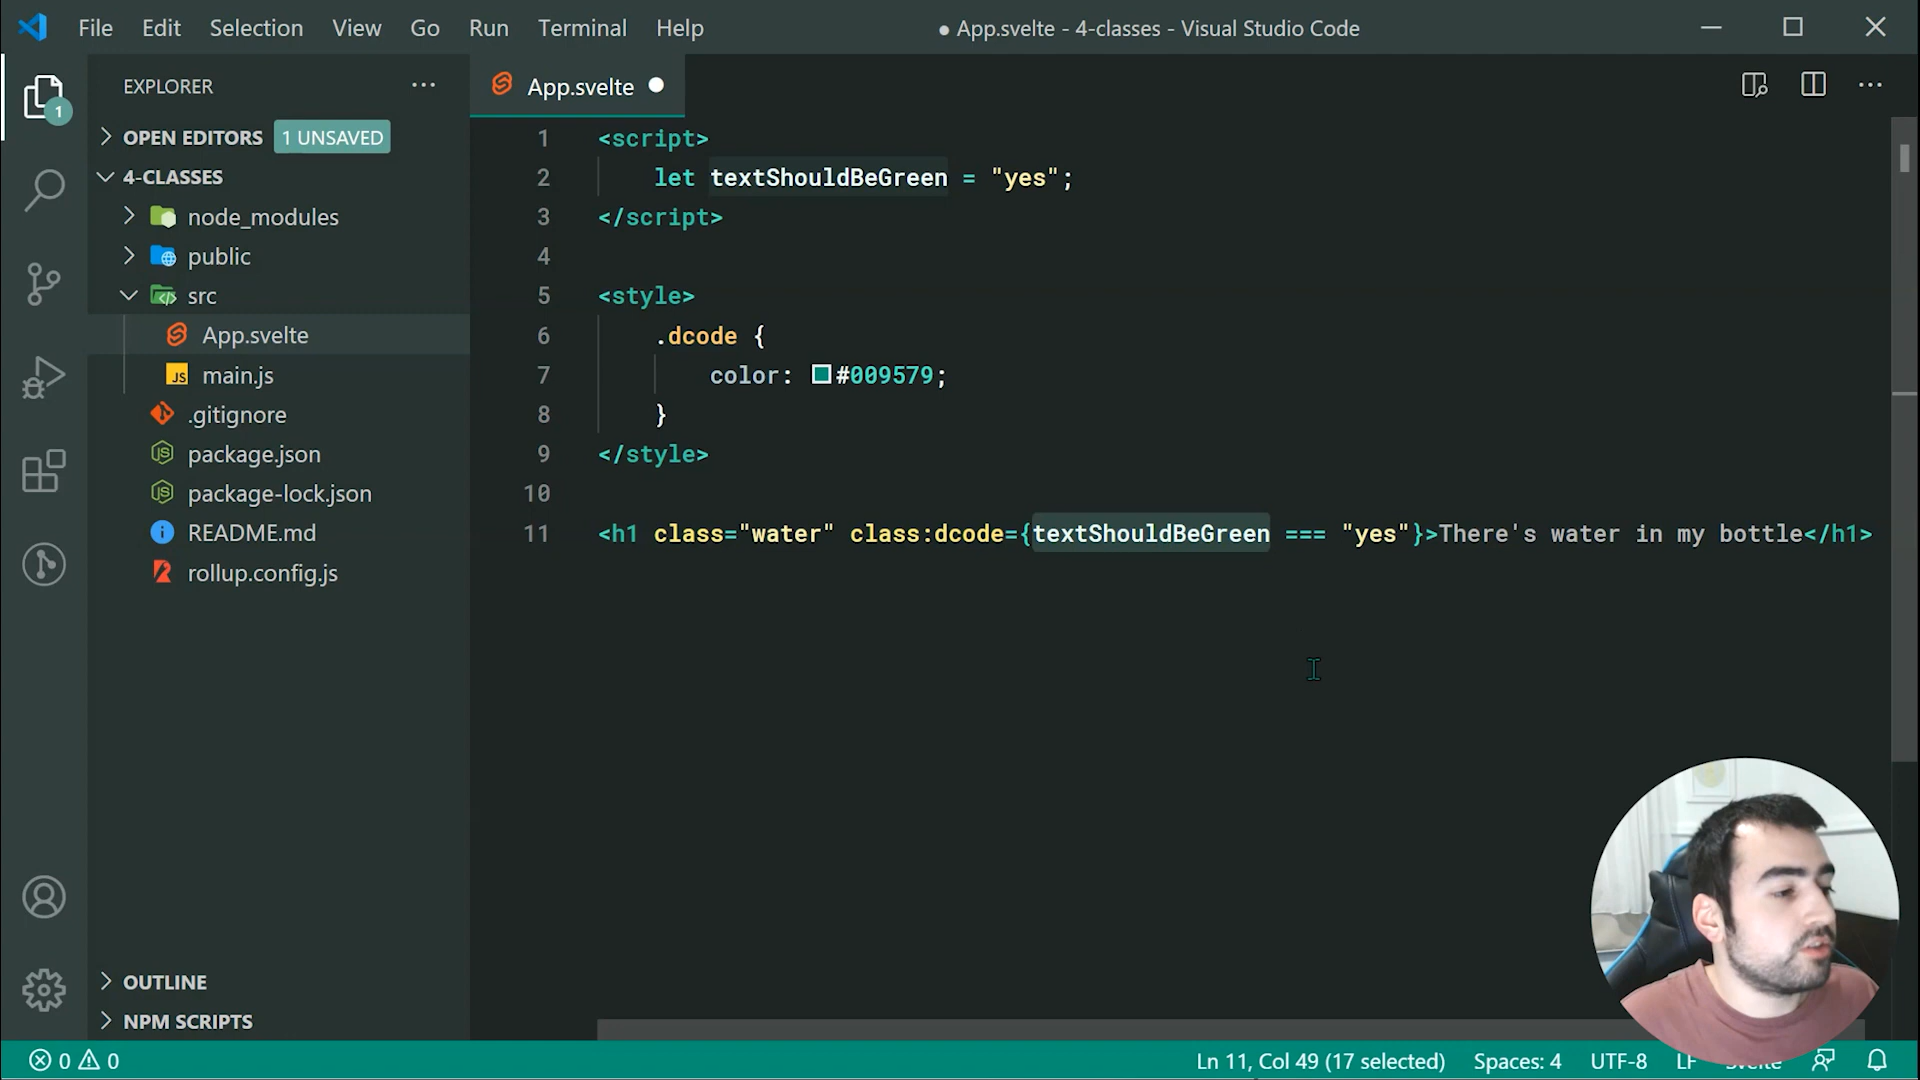 File Edit Selection View Go Run Terminal Help
● App.svelte - 4-classes - Visual Studio Code
EXPLORER
1
OPEN EDITORS 1 UNSAVED
4-CLASSES
node_modules
public
src
App.svelte
JS main.js
.gitignore
package.json
package-lock.json
README.md
rollup.config.js
OUTLINE
NPM SCRIPTS
App.svelte
1 <script>
2 let textShouldBeGreen = "yes";
3 </script>
4
5 <style>
6 .dcode {
7 color: #009579;
8 }
9 </style>
10
11 <h1 class="water" class:dcode={textShouldBeGreen === "yes"}>There's water in my bottle</h1>
0 0 Ln 11, Col 49 (17 selected) Spaces: 4 UTF-8 LF Svelte